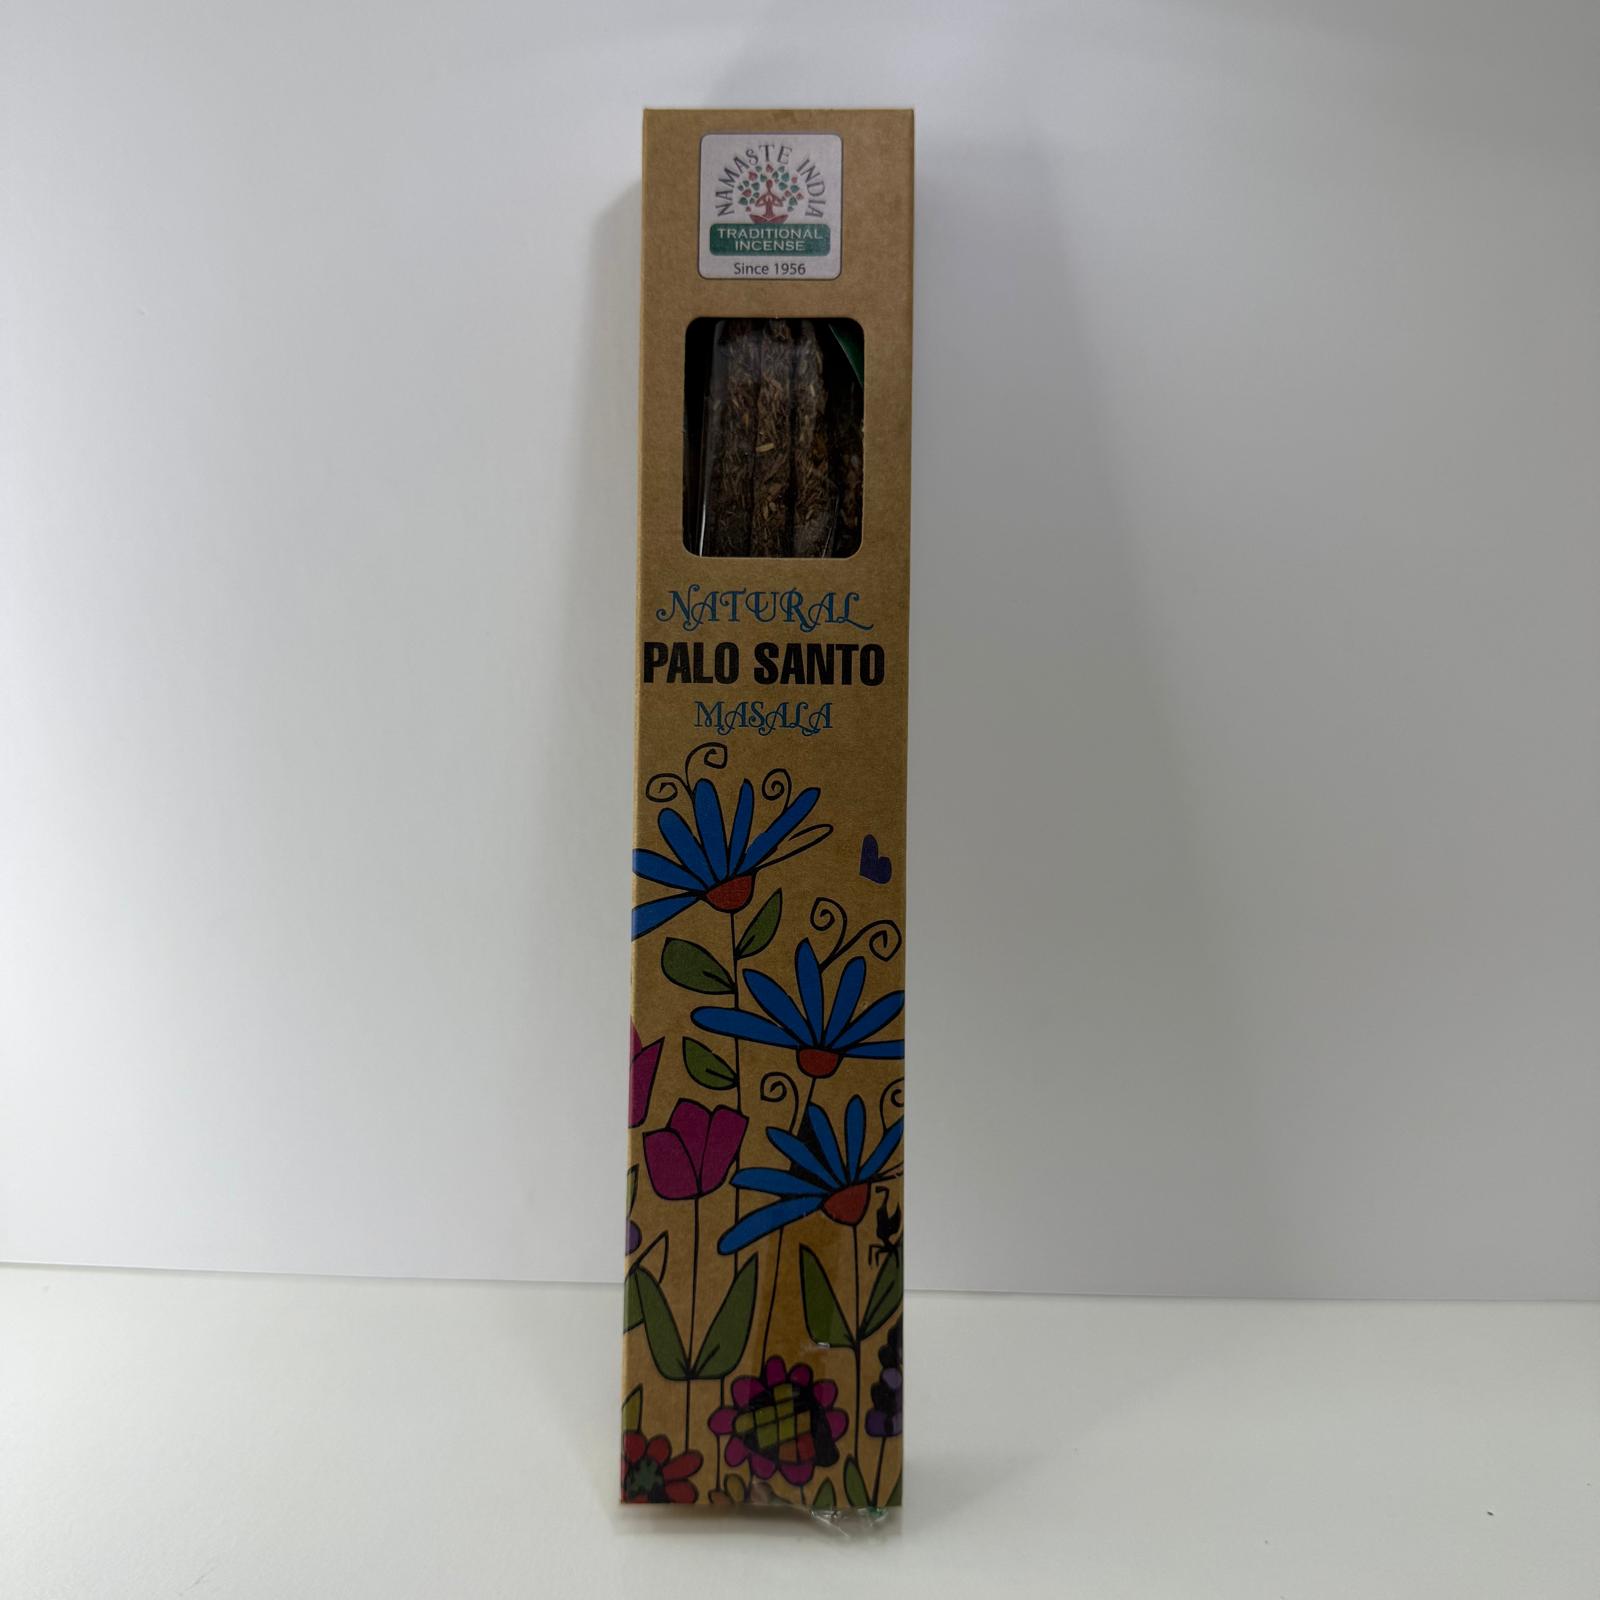 NAMASTE INDIA
TRADITIONAL
INCENSE
Since 1956
NATURAL
PALO SANTO
MASALA